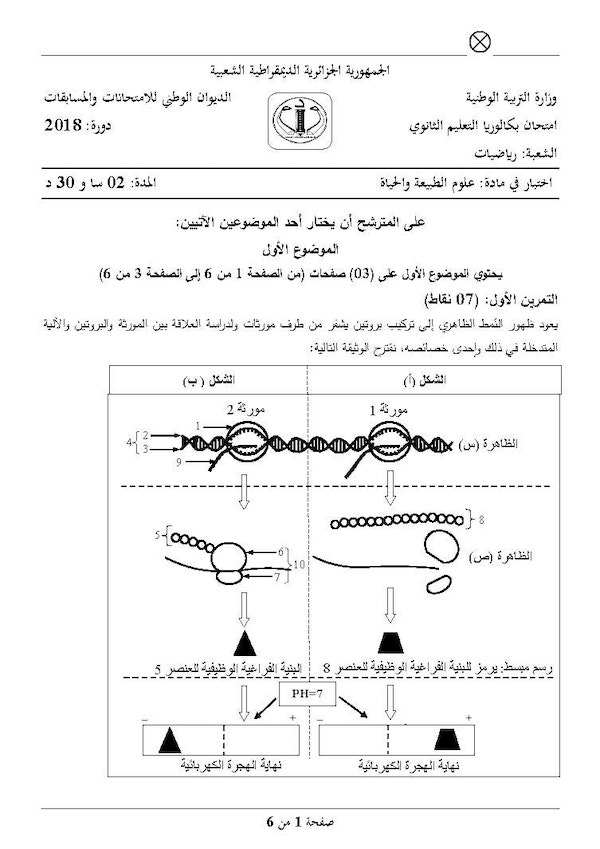 الجمهورية الجزائرية الديمقراطية الشعبية
وزارة التربية الوطنية
الديوان الوطني للامتحانات والمسابقات
امتحان بكالوريا التعليم الثانوي
دورة: 2018
الشعبة: رياضيات
اختبار في مادة: علوم الطبيعة والحياة
المدة: 02 سا و 30 د
على المترشح أن يختار أحد الموضوعين الآتيين:
الموضوع الأول
يحتوي الموضوع الأول على (03) صفحات (من الصفحة 1 من 6 إلى الصفحة 3 من 6)
التمرين الأول: (07 نقاط)
يعود ظهور النّمط الظاهري إلى تركيب بروتين يشفر من طرف مورثات ولدراسة العلاقة بين المورثة والبروتين والآلية
المتدخلة في ذلك وإحدى خصائصه، نقترح الوثيقة التالية:
الشكل (أ)
الشكل (ب)
مورثة 1
مورثة 2
1
2
3
4
9
الظاهرة (س)
8
5
6
7
10
الظاهرة (ص)
رسم مبسط: يرمز للبنية الفراغية الوظيفية للعنصر 8
البنية الفراغية الوظيفية للعنصر 5
PH=7
+
–
+
–
نهاية الهجرة الكهربائية
نهاية الهجرة الكهربائية
صفحة 1 من 6